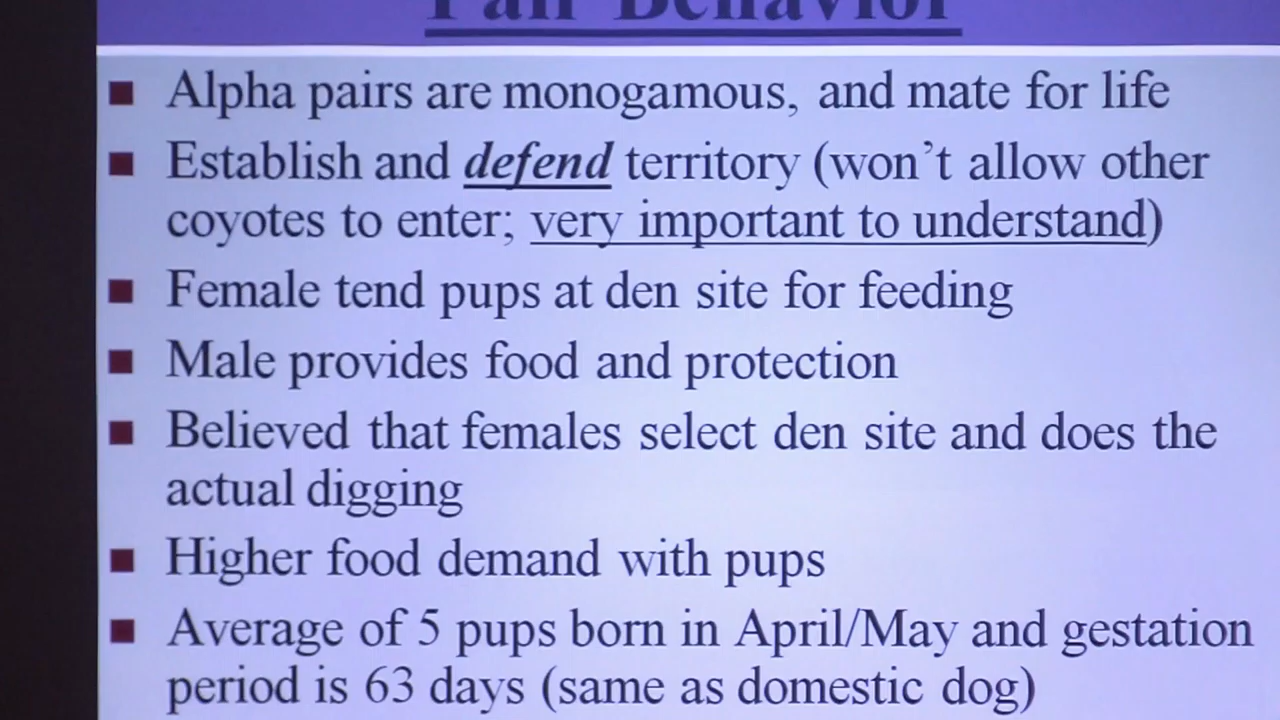 Pair Behavior
Alpha pairs are monogamous, and mate for life
Establish and defend territory (won't allow other
coyotes to enter; very important to understand)
Female tend pups at den site for feeding
Male provides food and protection
Believed that females select den site and does the
actual digging
Higher food demand with pups
Average of 5 pups born in April/May and gestation
period is 63 days (same as domestic dog)